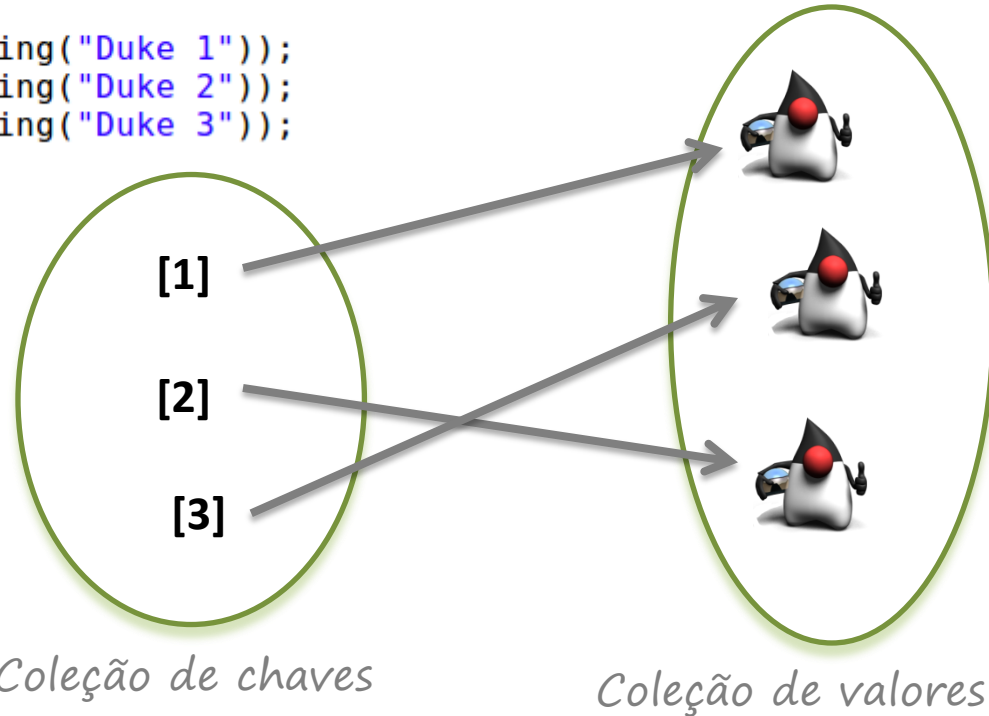 ing("Duke 1"));
ing("Duke 2"));
ing("Duke 3"));
[1]
[2]
[3]
Coleção de chaves
Coleção de valores